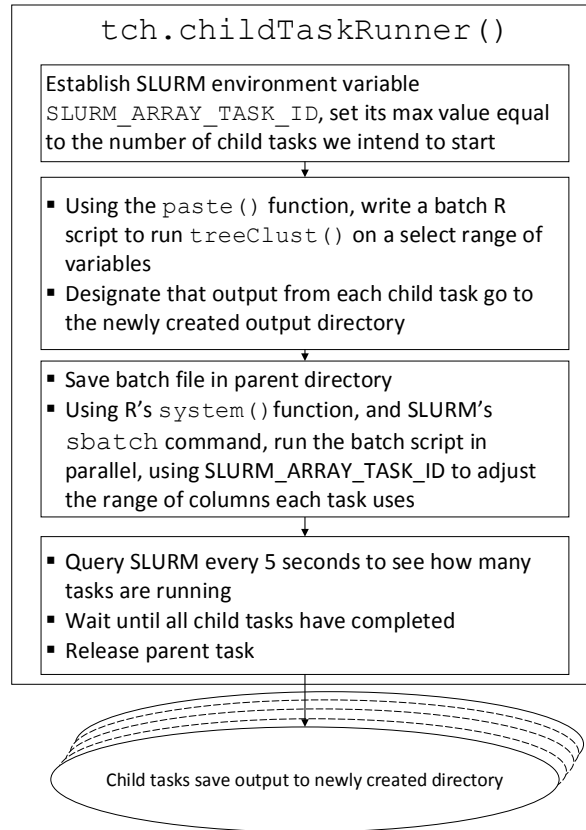 tch.childTaskRunner()
Establish SLURM environment variable
SLURM_ARRAY_TASK_ID, set its max value equal
to the number of child tasks we intend to start
▪ Using the paste() function, write a batch R
script to run treeClust() on a select range of
variables
▪ Designate that output from each child task go to
the newly created output directory
▪ Save batch file in parent directory
▪ Using R's system() function, and SLURM's
sbatch command, run the batch script in
parallel, using SLURM_ARRAY_TASK_ID to adjust
the range of columns each task uses
▪ Query SLURM every 5 seconds to see how many
tasks are running
▪ Wait until all child tasks have completed
▪ Release parent task
Child tasks save output to newly created directory